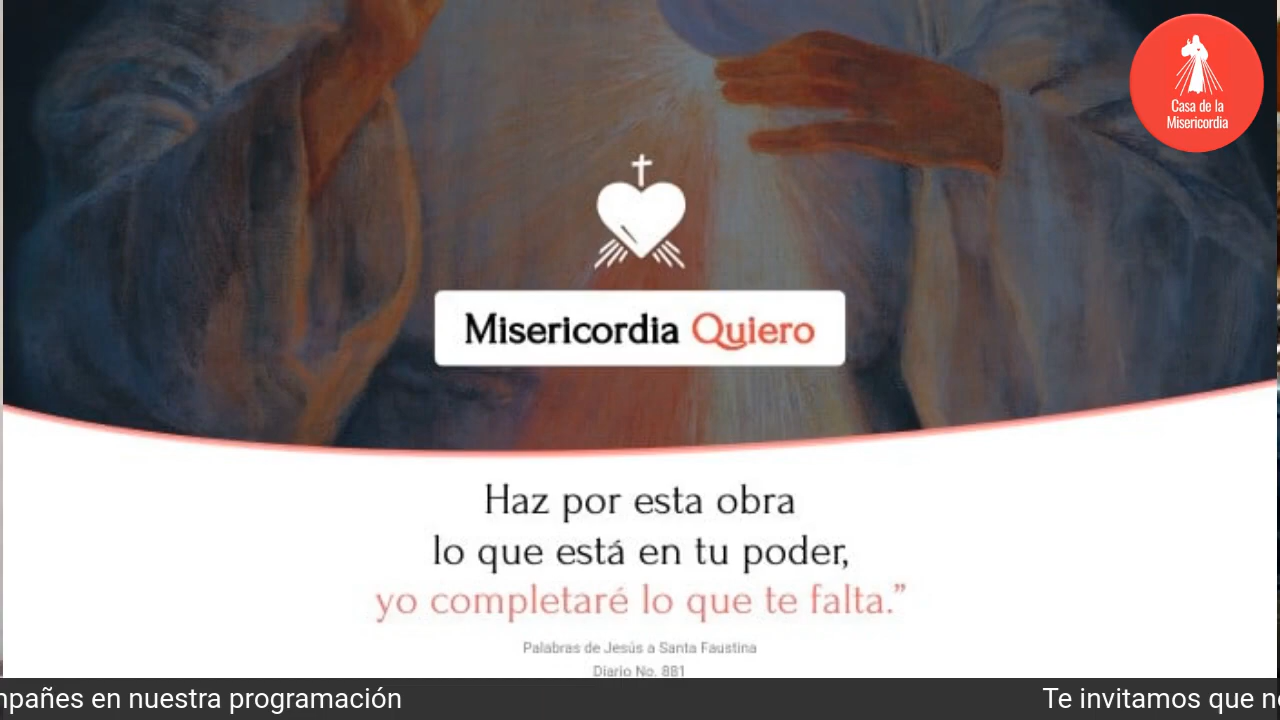 Casa de la
Misericordia
Misericordia Quiero
Haz por esta obra
lo que está en tu poder,
yo completaré lo que te falta.”
Palabras de Jesús a Santa Faustina
Diario No. 881
en nuestra programación
Te invitamos que